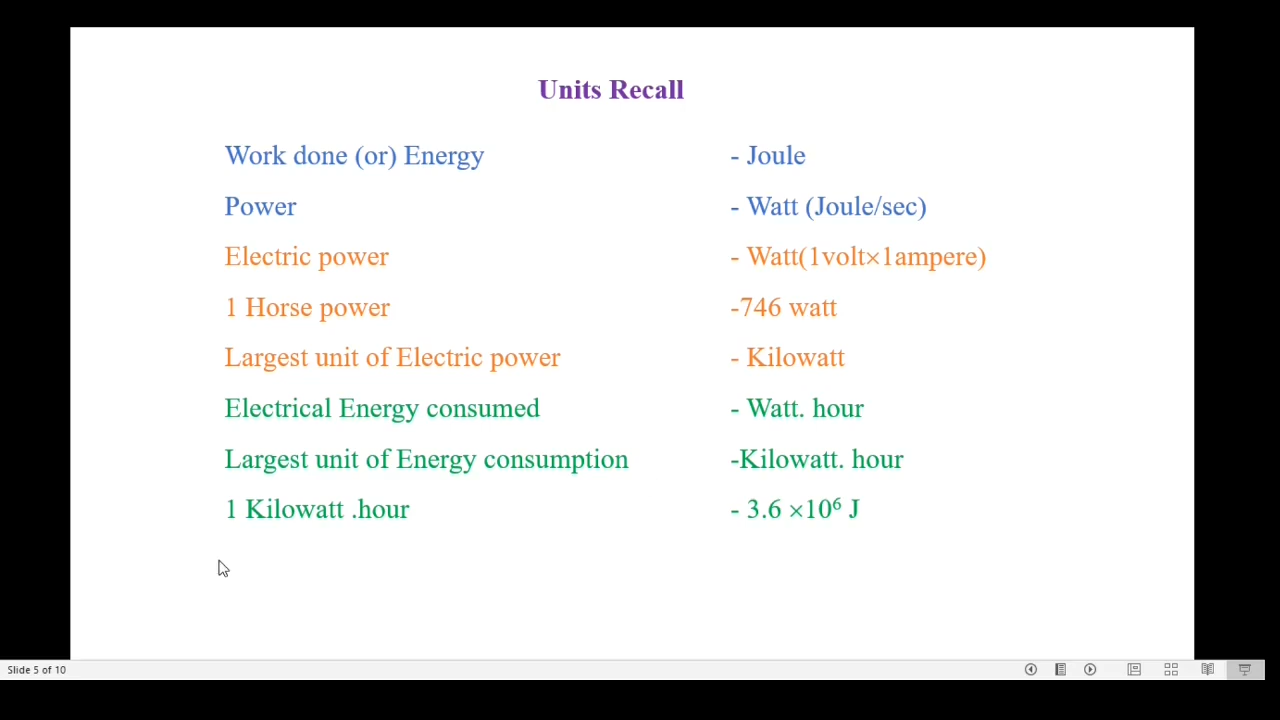 Units Recall
Work done (or) Energy - Joule
Power - Watt (Joule/sec)
Electric power - Watt(1volt×1ampere)
1 Horse power -746 watt
Largest unit of Electric power - Kilowatt
Electrical Energy consumed - Watt. hour
Largest unit of Energy consumption -Kilowatt. hour
1 Kilowatt .hour - 3.6 ×10⁶ J
Slide 5 of 10